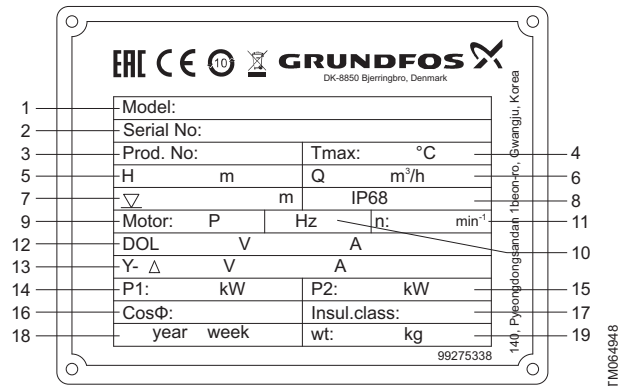 EAC CE 10 GRUNDFOS X
DK-8850 Bjerringbro, Denmark
1 Model:
2 Serial No:
3 Prod. No: Tmax: °C 4
5 H m Q m³/h 6
7 m IP68 8
9 Motor: P Hz n: min⁻¹ 11
10
12 DOL V A
13 Y- △ V A
14 P1: kW P2: kW 15
16 CosΦ: Insul.class: 17
18 year week wt: kg 19
99275338
140, Pyeongdongsandan 1beon-ro, Gwangju, Korea
TM064948